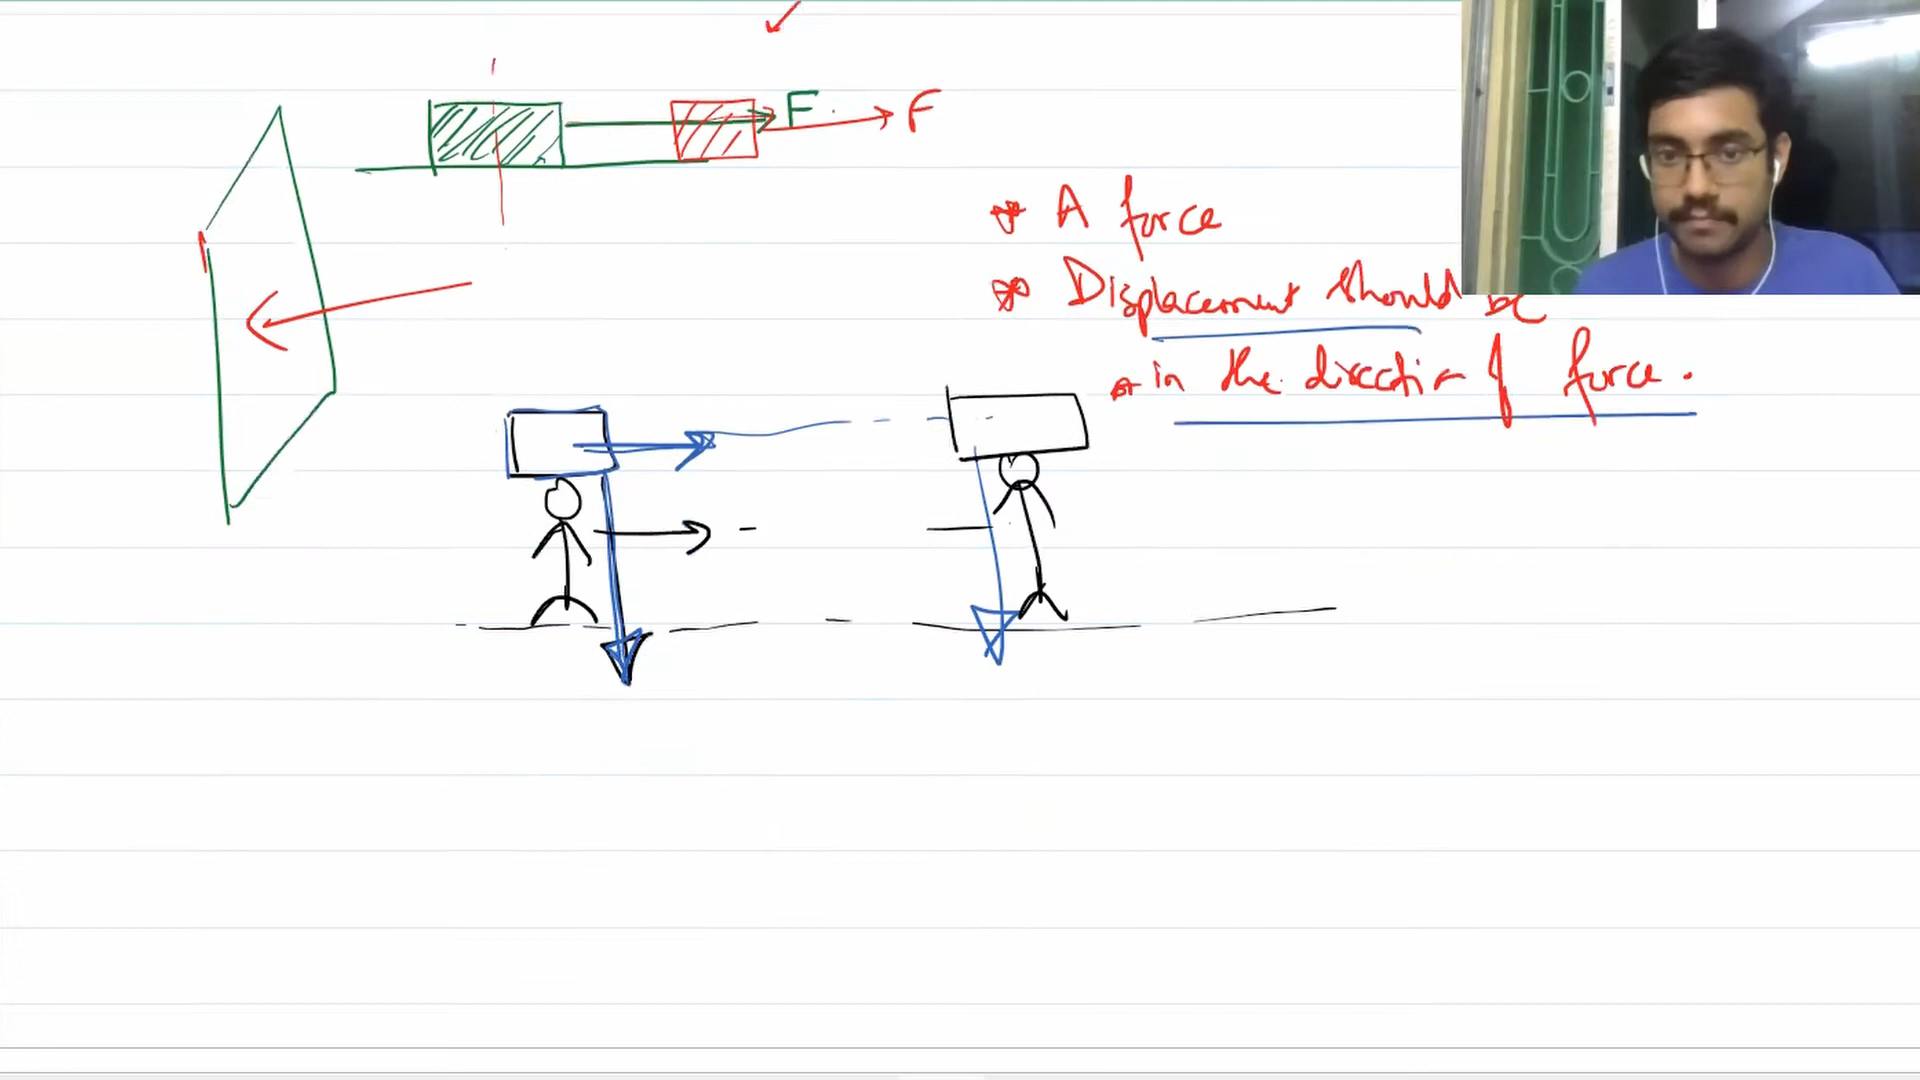 F. F
A force
Displacement should be
in the direction of force.